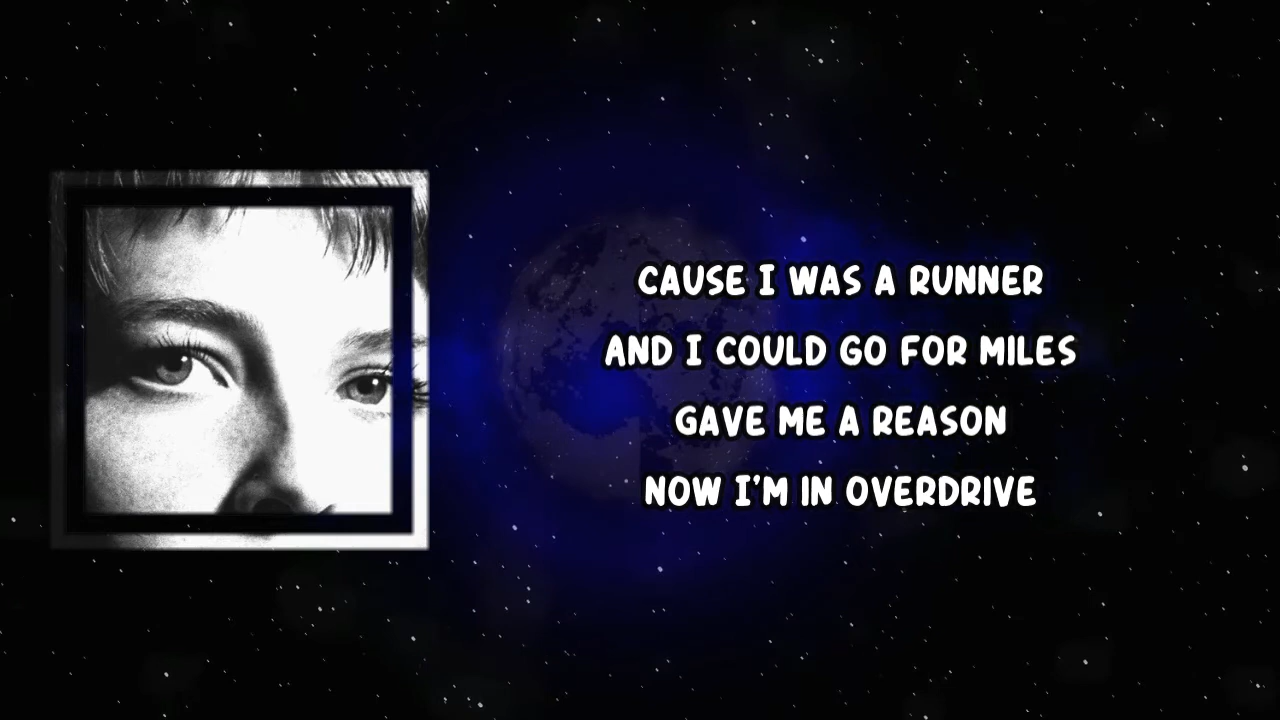 CAUSE I WAS A RUNNER
AND I COULD GO FOR MILES
GAVE ME A REASON
NOW I'M IN OVERDRIVE